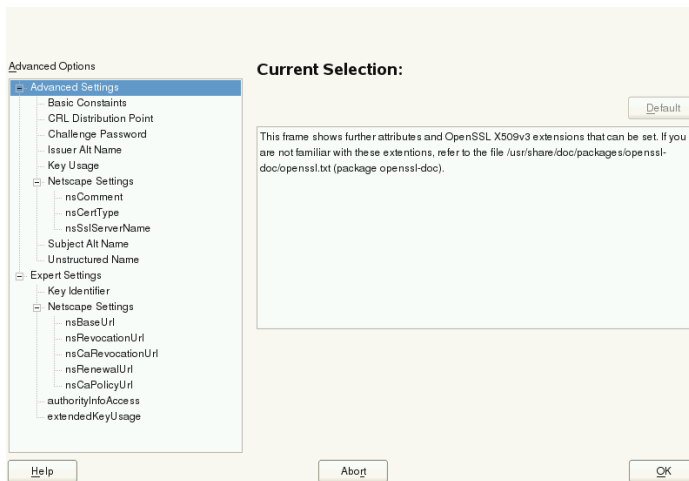 Advanced Options
Advanced Settings
Basic Constaints
CRL Distribution Point
Challenge Password
Issuer Alt Name
Key Usage
Netscape Settings
nsComment
nsCertType
nsSslServerName
Subject Alt Name
Unstructured Name
Expert Settings
Key Identifier
Netscape Settings
nsBaseUrl
nsRevocationUrl
nsCaRevocationUrl
nsRenewalUrl
nsCaPolicyUrl
authorityInfoAccess
extendedKeyUsage
Current Selection:
Default
This frame shows further attributes and OpenSSL X509v3 extensions that can be set. If you
are not familiar with these extentions, refer to the file /usr/share/doc/packages/openssl-
doc/openssl.txt (package openssl-doc).
Help
Abort
OK